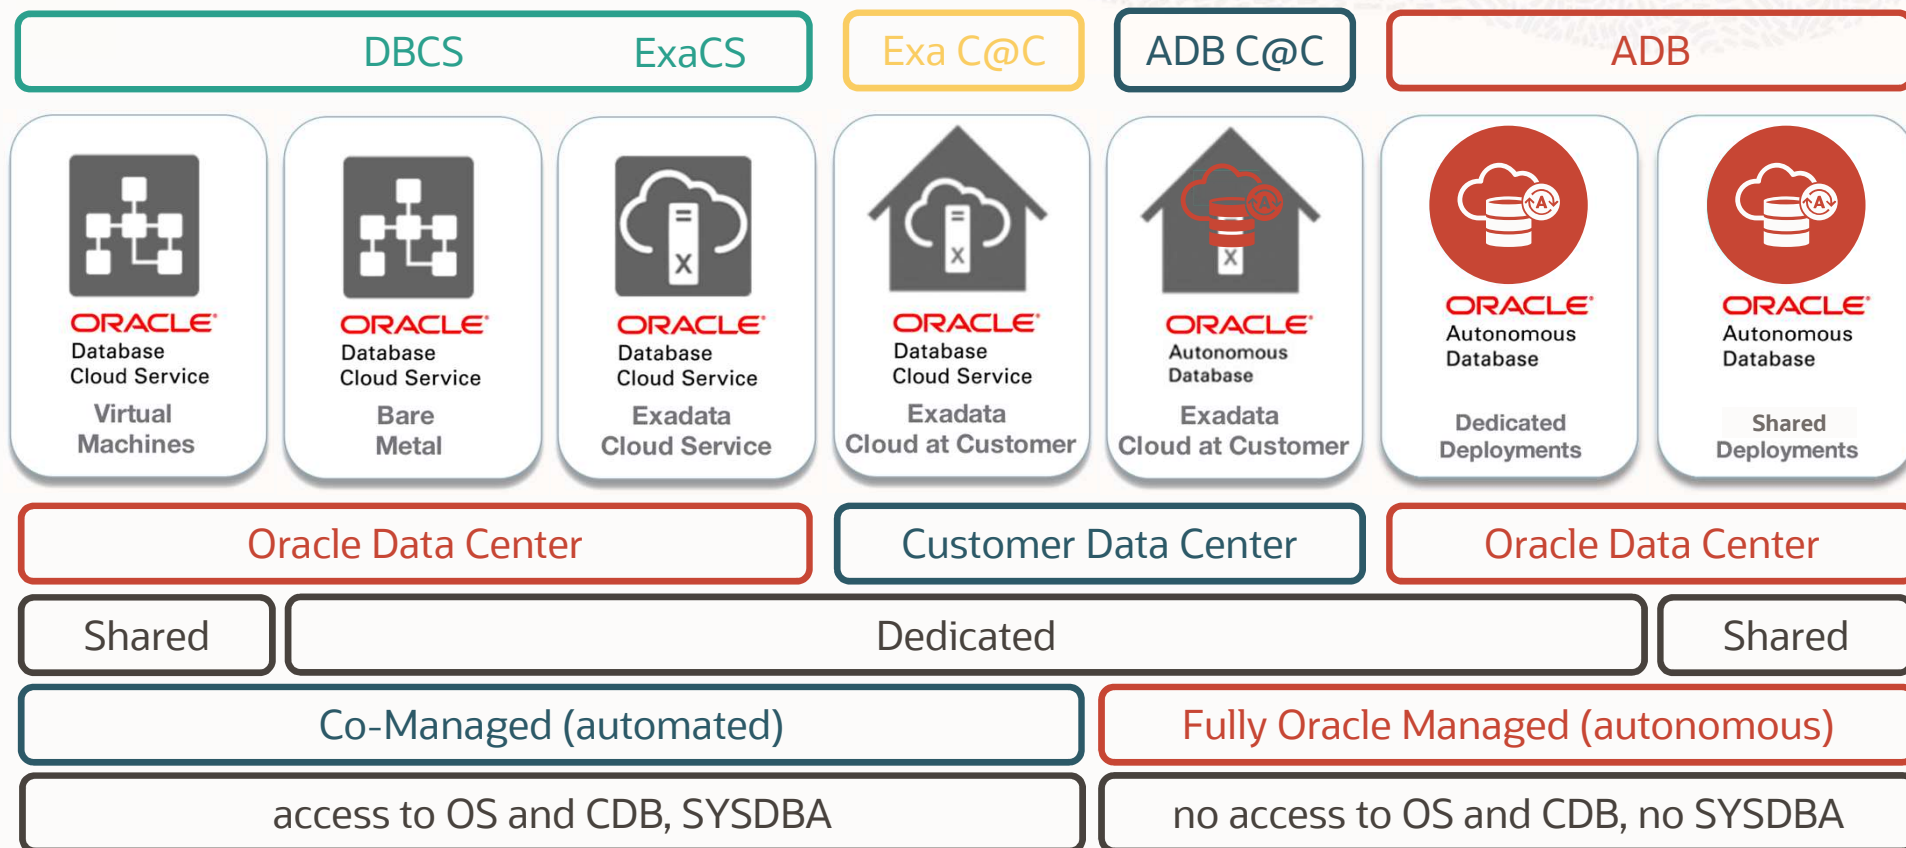 DBCS ExaCS Exa C@C ADB C@C ADB
X
X
X
A
A
A
ORACLE
Database
Cloud Service
Virtual
Machines
ORACLE
Database
Cloud Service
Bare
Metal
ORACLE
Database
Cloud Service
Exadata
Cloud Service
ORACLE
Database
Cloud Service
Exadata
Cloud at Customer
ORACLE
Autonomous
Database
Exadata
Cloud at Customer
ORACLE
Autonomous
Database
Dedicated
Deployments
ORACLE
Autonomous
Database
Shared
Deployments
Oracle Data Center Customer Data Center Oracle Data Center
Shared Dedicated Shared
Co-Managed (automated) Fully Oracle Managed (autonomous)
access to OS and CDB, SYSDBA no access to OS and CDB, no SYSDBA